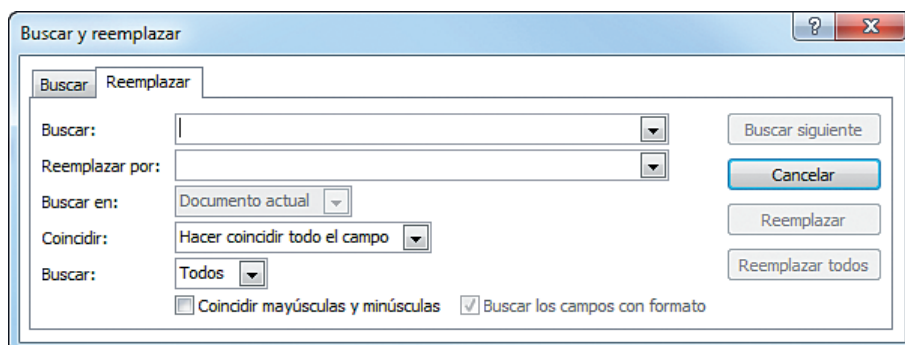 Buscar y reemplazar
Buscar Reemplazar
Buscar: Buscar siguiente
Reemplazar por: Cancelar
Buscar en: Documento actual Reemplazar
Coincidir: Hacer coincidir todo el campo
Buscar: Todos Reemplazar todos
Coincidir mayúsculas y minúsculas Buscar los campos con formato